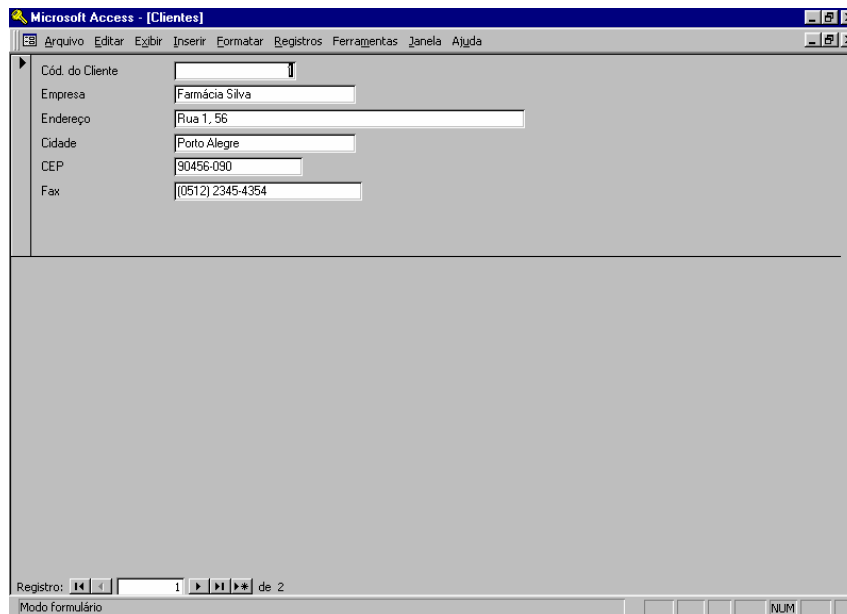 Microsoft Access - [Clientes]
Arquivo Editar Exibir Inserir Formatar Registros Ferramentas Janela Ajuda
Cód. do Cliente 1
Empresa Farmácia Silva
Endereço Rua 1, 56
Cidade Porto Alegre
CEP 90456-090
Fax (0512) 2345-4354
Registro: 1 de 2
Modo formulário NUM